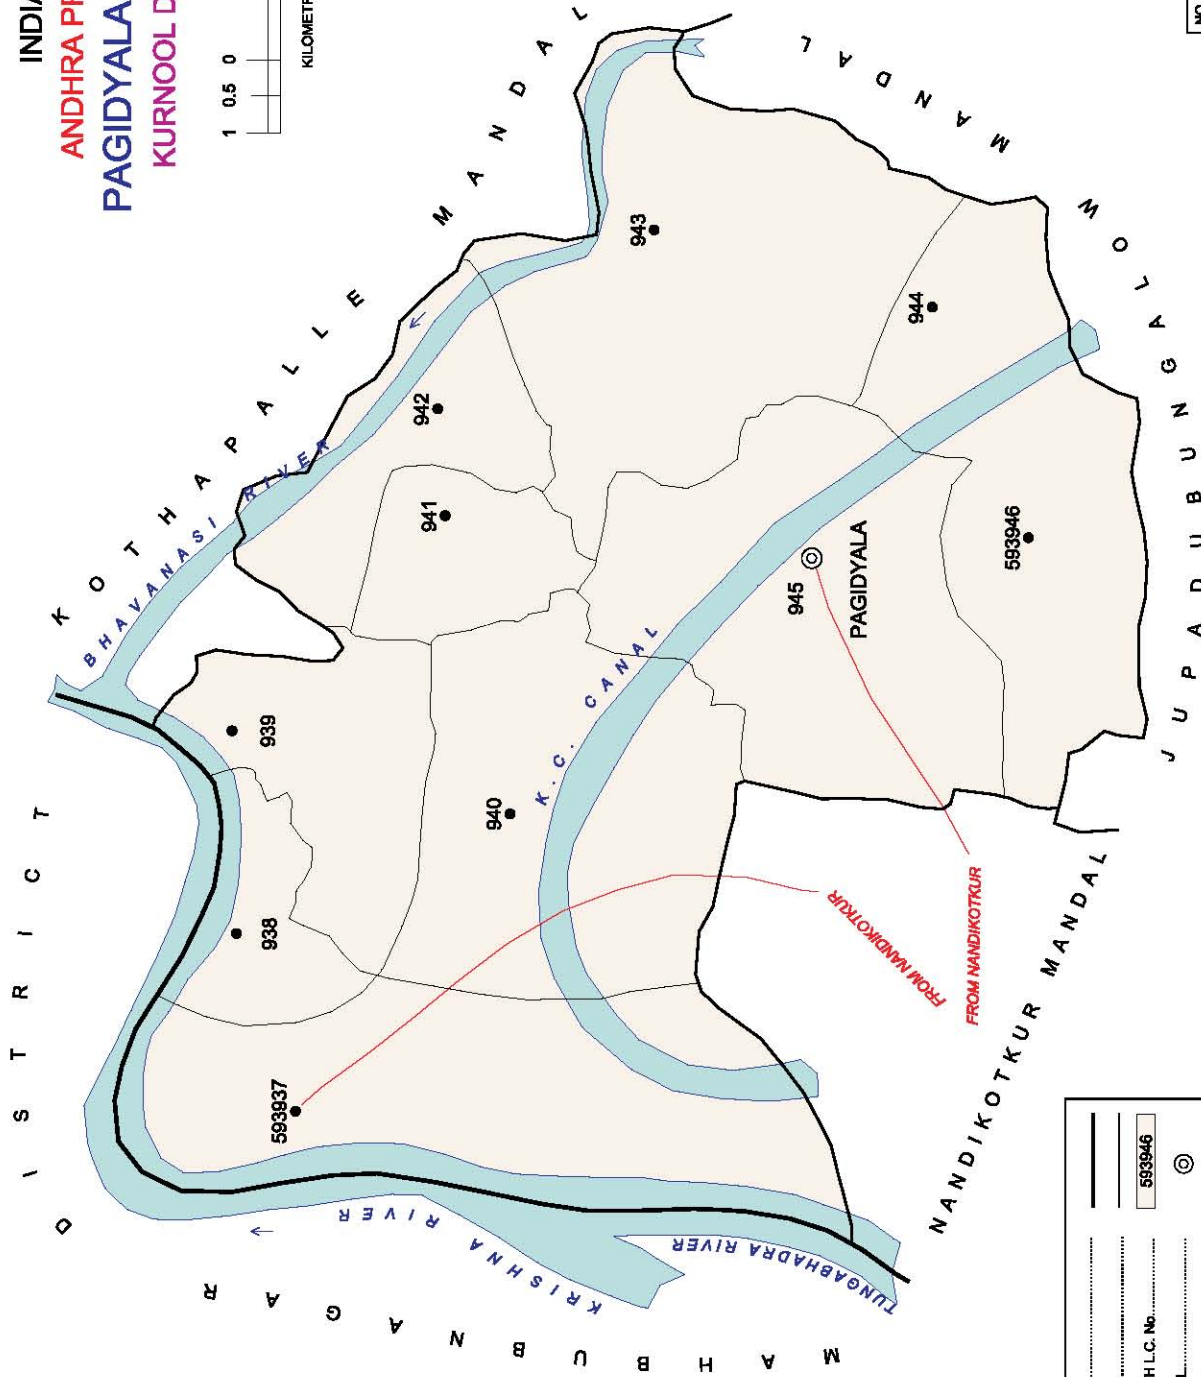 INDIA
ANDHRA PR
PAGIDYALA
KURNOOL D
1 0.5 0
KILOMETR
KOTHAPALLE MANDAL
BHAVANASI RIVER
DISTRICT
MAHBUBNAGAR
KRISHNA RIVER
TUNGABHADRA RIVER
K.C. CANAL
593937
938
939
940
941
942
943
944
945
PAGIDYALA
593946
FROM NANDIKOTKUR
FROM NANDIKOTKUR
NANDIKOTKUR MANDAL
JUPADU BUNGALOW MANDAL
H L.C. No.
593946
L
NO